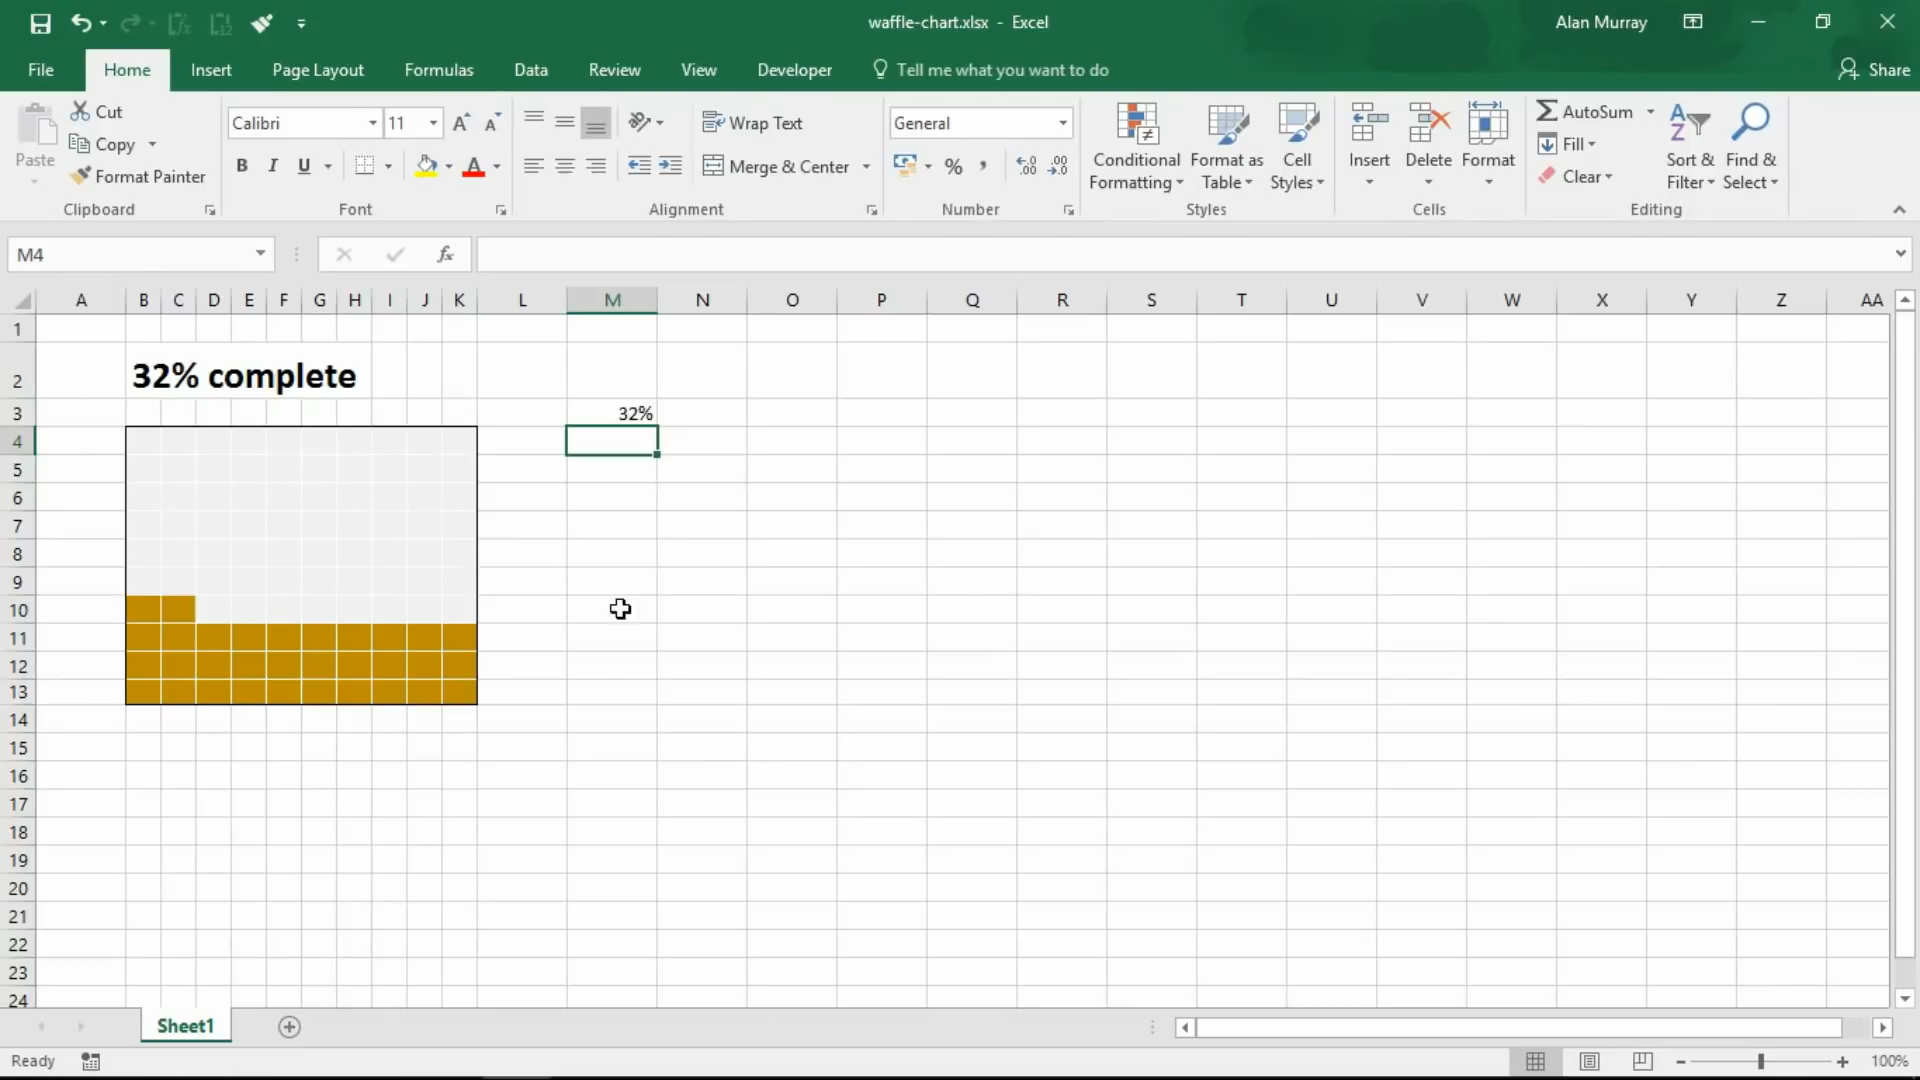 waffle-chart.xlsx - Excel
Alan Murray
File Home Insert Page Layout Formulas Data Review View Developer Tell me what you want to do Share
Paste
Cut
Copy
Format Painter
Clipboard
Calibri 11
B I U A
Font
Wrap Text
Merge & Center
Alignment
General
% ,
Number
Conditional Formatting
Format as Table
Cell Styles
Styles
Insert Delete Format
Cells
AutoSum
Fill
Clear
Sort & Filter
Find & Select
Editing
M4 fx
A B C D E F G H I J K L M N O P Q R S T U V W X Y Z AA
1
2 32% complete
3 32%
4
5
6
7
8
9
10
11
12
13
14
15
16
17
18
19
20
21
22
23
24
Sheet1
Ready 100%